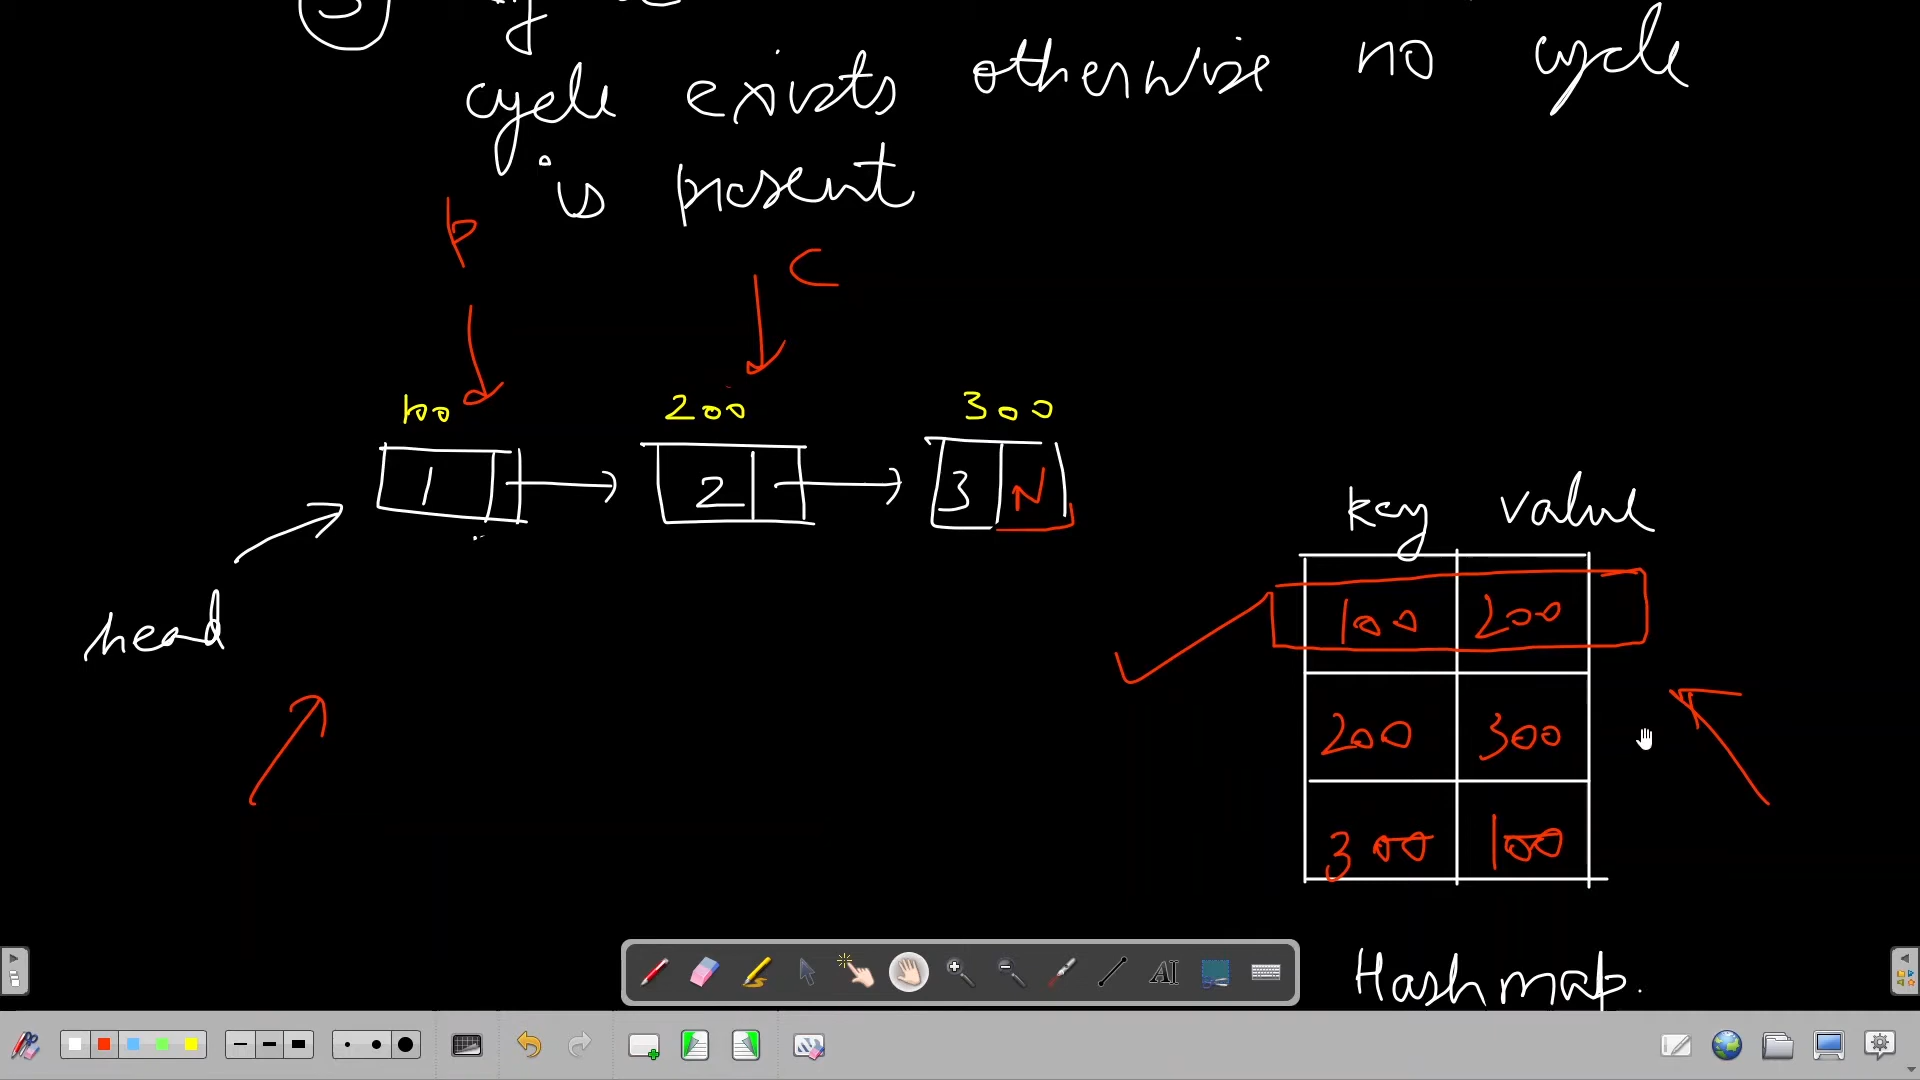 cycle exists otherwise no cycle
is present
p
C
100 200 300
1 2 3 N
head
key value
100 200
200 300
300 100
Hashmap.
AI